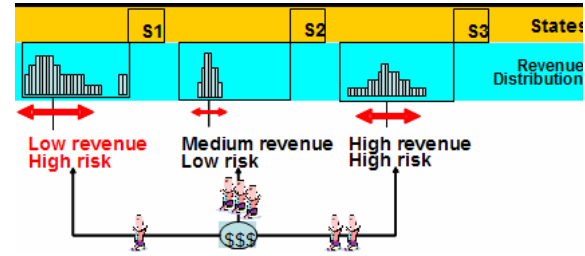 S1 S2 S3 States
Revenue
Distribution
Low revenue Medium revenue High revenue
High risk Low risk High risk
$$$